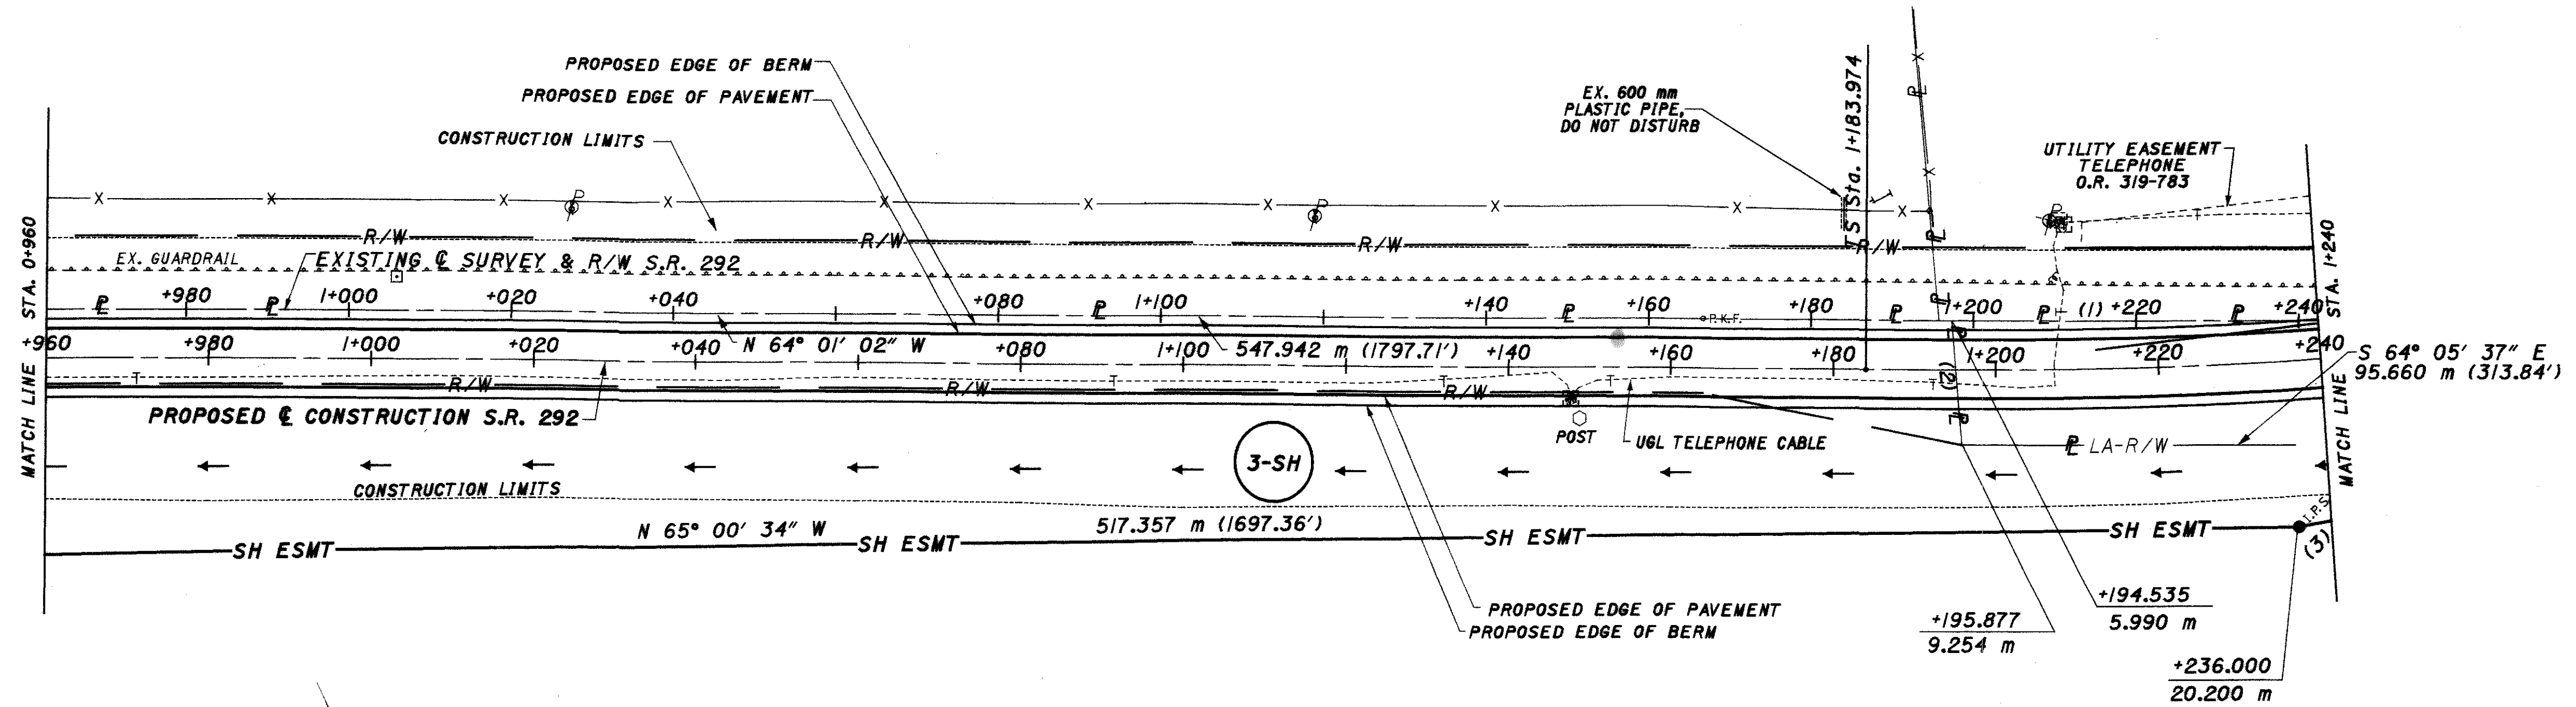 PROPOSED EDGE OF BERM
PROPOSED EDGE OF PAVEMENT
CONSTRUCTION LIMITS
EX. 600 mm
PLASTIC PIPE,
DO NOT DISTURB
TS Sta. 1+183.974
UTILITY EASEMENT
TELEPHONE
O.R. 319-783
MATCH LINE STA. 0+960
X X X X X X X X X X X X
P P P
R/W R/W R/W R/W
EX. GUARDRAIL
EXISTING ℄ SURVEY & R/W S.R. 292
+980 1+000 +020 +040 +080 1+100 +140 +160 +180 1+200 (1) +220 +240
P.K.F.
+960 +980 1+000 +020 +040 +080 1+100 +140 +160 +180 1+200 +220 +240
N 64° 01' 02" W
547.942 m (1797.71')
(2)
S 64° 05' 37" E
95.660 m (313.84')
T R/W T R/W T R/W T T
PROPOSED ℄ CONSTRUCTION S.R. 292
POST
UGL TELEPHONE CABLE
LA-R/W
3-SH
CONSTRUCTION LIMITS
N 65° 00' 34" W
517.357 m (1697.36')
SH ESMT SH ESMT SH ESMT SH ESMT
I.P.S.
(3)
MATCH LINE STA. 1+240
PROPOSED EDGE OF PAVEMENT
PROPOSED EDGE OF BERM
+194.535
5.990 m
+195.877
9.254 m
+236.000
20.200 m